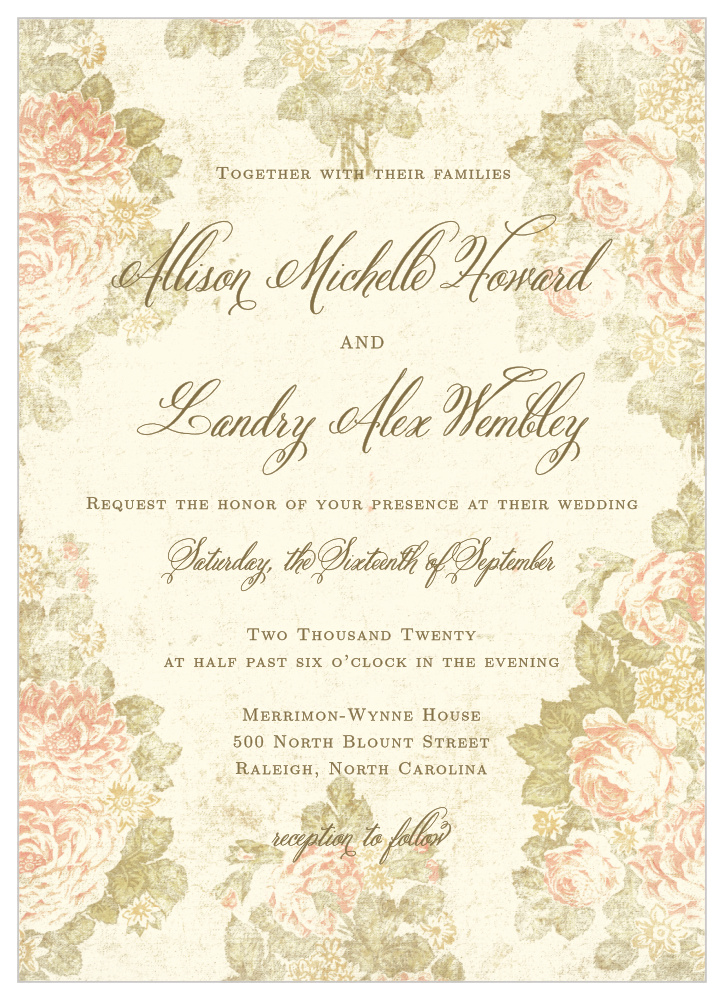 Together with their families
Allison Michelle Howard
and
Landry Alex Wembley
Request the honor of your presence at their wedding
Saturday, the Sixteenth of September
Two Thousand Twenty
at half past six o'clock in the evening
Merrimon-Wynne House
500 North Blount Street
Raleigh, North Carolina
reception to follow